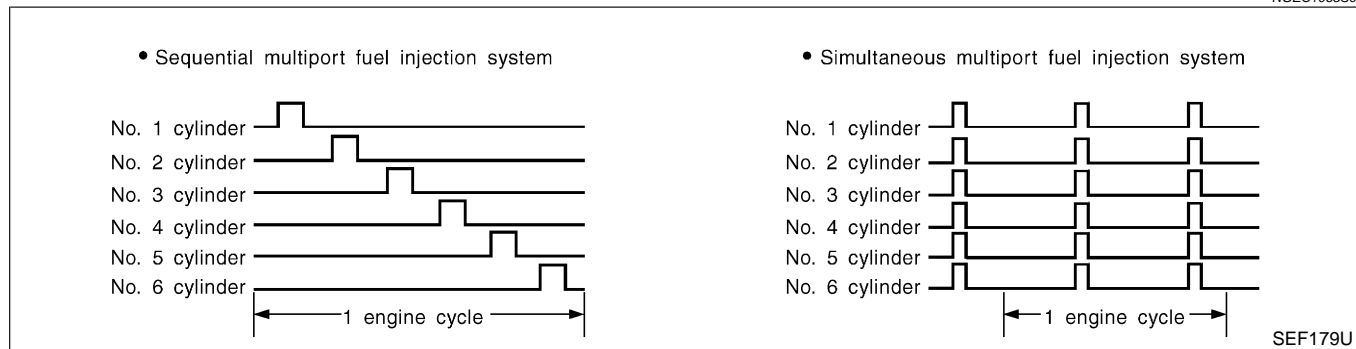 • Sequential multiport fuel injection system
No. 1 cylinder
No. 2 cylinder
No. 3 cylinder
No. 4 cylinder
No. 5 cylinder
No. 6 cylinder
1 engine cycle
• Simultaneous multiport fuel injection system
No. 1 cylinder
No. 2 cylinder
No. 3 cylinder
No. 4 cylinder
No. 5 cylinder
No. 6 cylinder
1 engine cycle
SEF179U